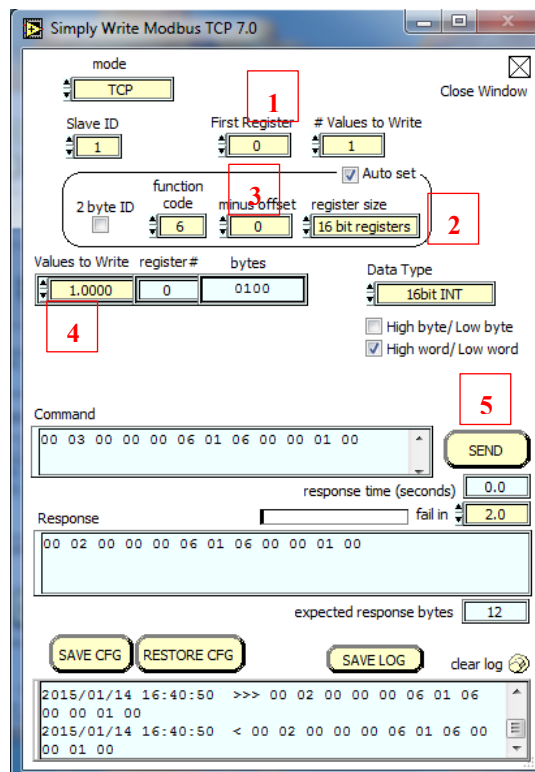 Simply Write Modbus TCP 7.0
mode
TCP
Close Window
1
Slave ID
First Register
# Values to Write
1
0
1
Auto set
3
function
code
2 byte ID
minus offset
register size
6
0
16 bit registers
2
Values to Write
register#
bytes
1.0000
0
0100
Data Type
16bit INT
4
High byte/ Low byte
High word/ Low word
5
Command
00 03 00 00 00 06 01 06 00 00 01 00
SEND
response time (seconds)
0.0
Response
fail in
2.0
00 02 00 00 00 06 01 06 00 00 01 00
expected response bytes
12
SAVE CFG
RESTORE CFG
SAVE LOG
clear log
2015/01/14 16:40:50 >>> 00 02 00 00 00 06 01 06
00 00 01 00
2015/01/14 16:40:50 < 00 02 00 00 00 06 01 06 00
00 01 00